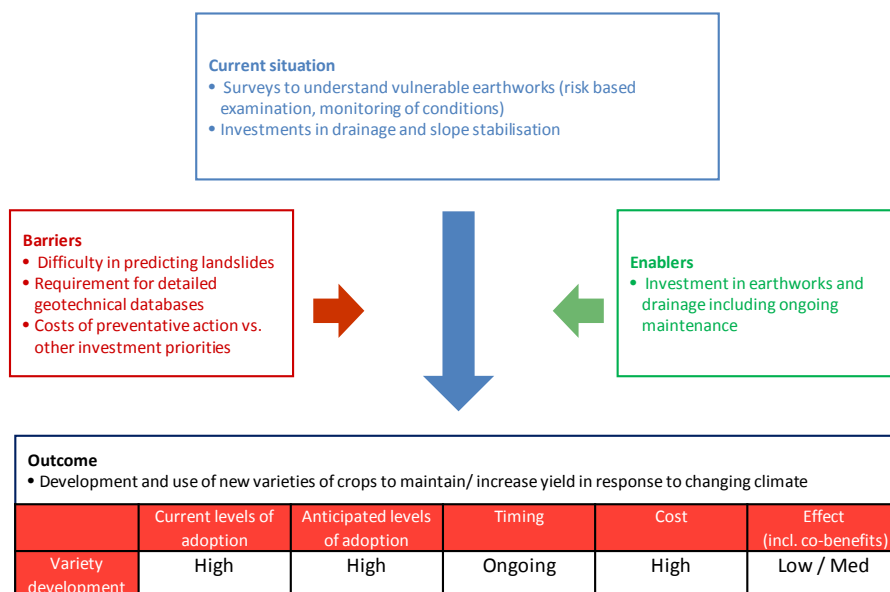 Current situation
• Surveys to understand vulnerable earthworks (risk based
examination, monitoring of conditions)
• Investments in drainage and slope stabilisation
Barriers
• Difficulty in predicting landslides
• Requirement for detailed
geotechnical databases
• Costs of preventative action vs.
other investment priorities
Enablers
• Investment in earthworks and
drainage including ongoing
maintenance
Outcome
• Development and use of new varieties of crops to maintain/ increase yield in response to changing climate
Current levels of
adoption
Anticipated levels
of adoption
Timing
Cost
Effect
(incl. co-benefits)
Variety
development
High
High
Ongoing
High
Low / Med